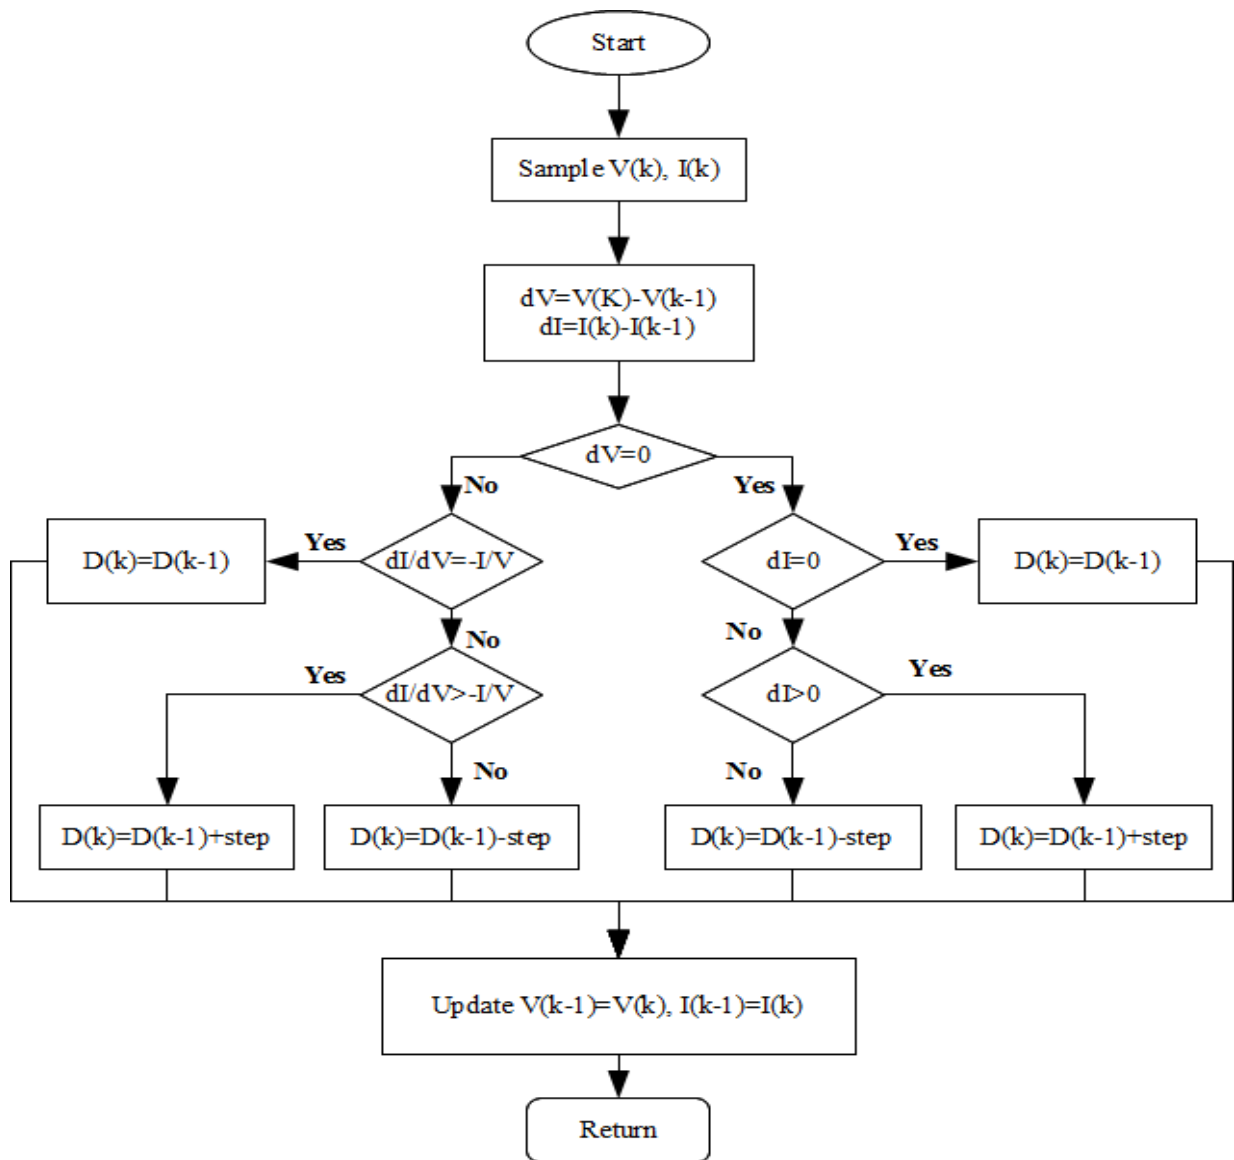 Start
Sample V(k), I(k)
dV=V(K)-V(k-1)
dI=I(k)-I(k-1)
dV=0
No
Yes
D(k)=D(k-1)
Yes
dI/dV=-I/V
dI=0
Yes
D(k)=D(k-1)
No
No
Yes
dI/dV>-I/V
dI>0
Yes
No
No
D(k)=D(k-1)+step
D(k)=D(k-1)-step
D(k)=D(k-1)-step
D(k)=D(k-1)+step
Update V(k-1)=V(k), I(k-1)=I(k)
Return